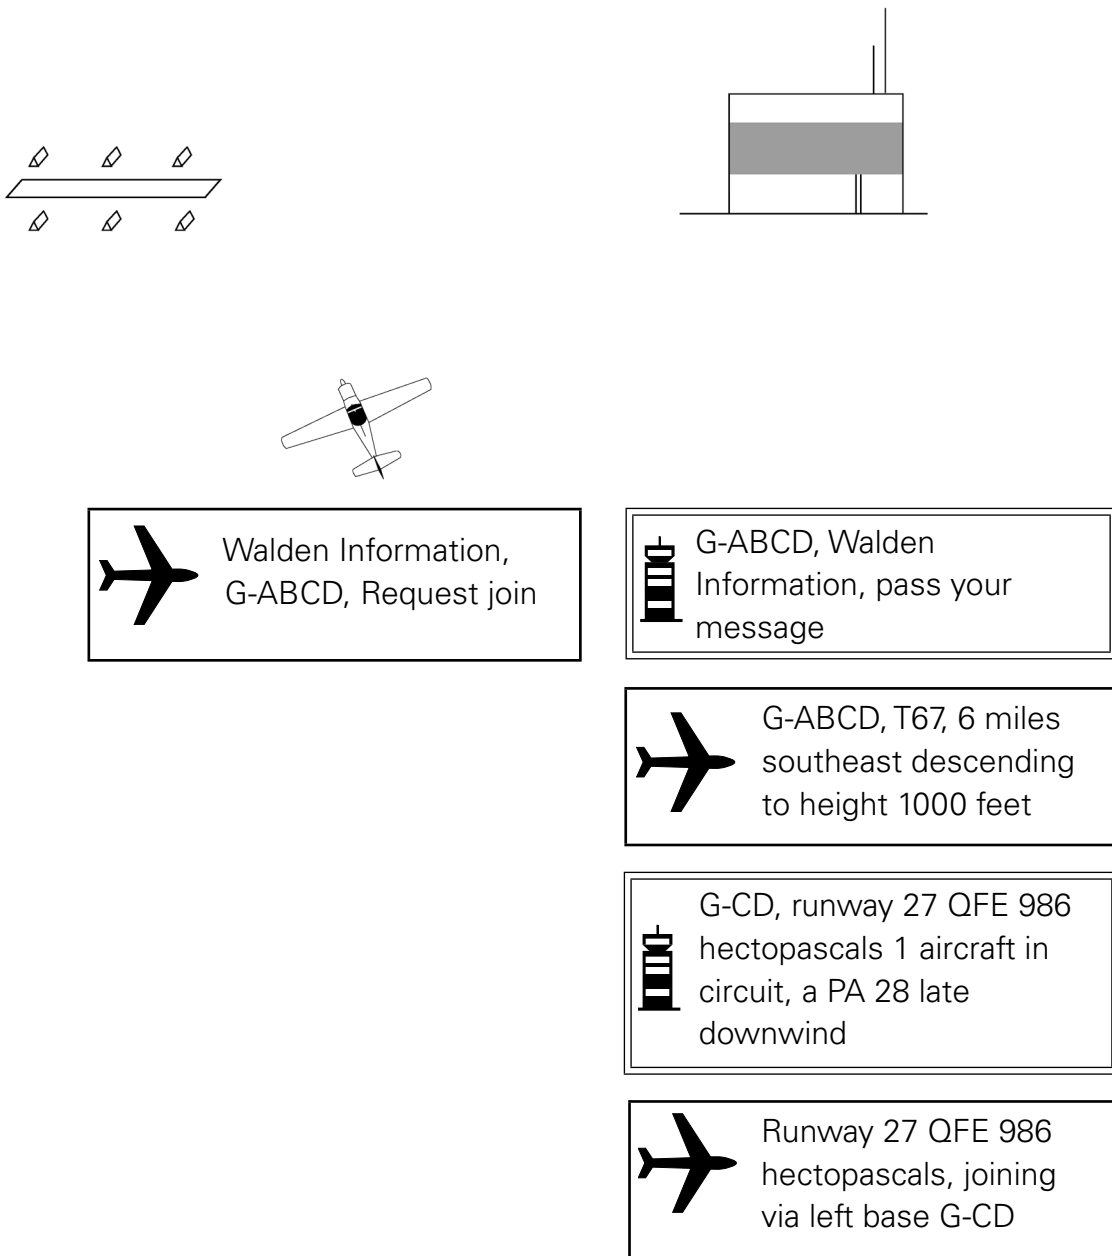 Walden Information,
G-ABCD, Request join
G-ABCD, Walden
Information, pass your
message
G-ABCD, T67, 6 miles
southeast descending
to height 1000 feet
G-CD, runway 27 QFE 986
hectopascals 1 aircraft in
circuit, a PA 28 late
downwind
Runway 27 QFE 986
hectopascals, joining
via left base G-CD